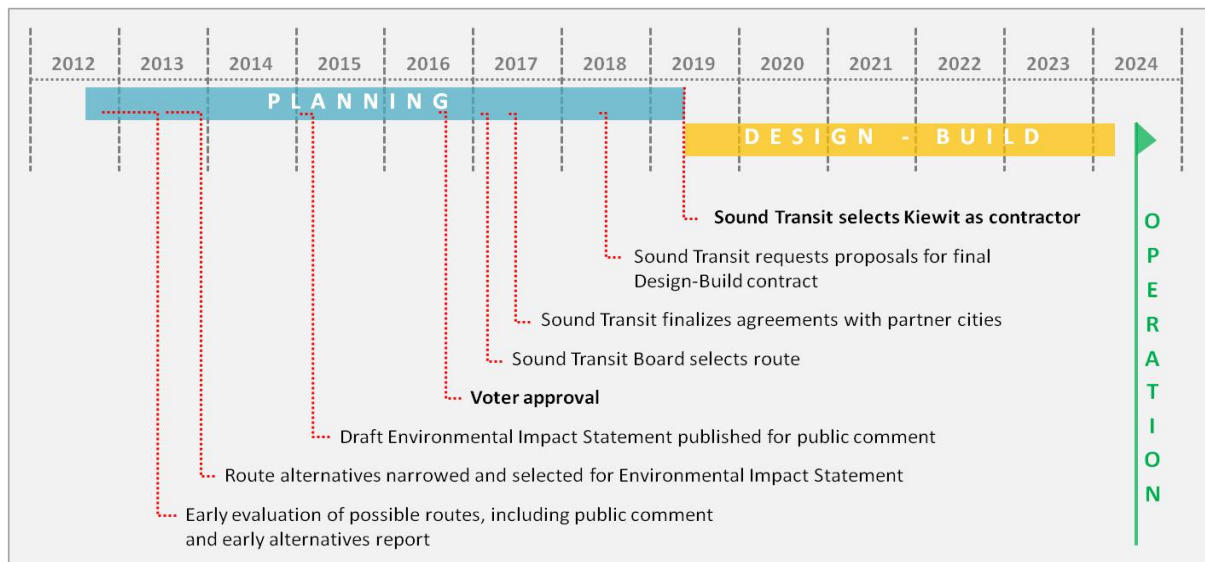 2012 2013 2014 2015 2016 2017 2018 2019 2020 2021 2022 2023 2024
PLANNING
DESIGN - BUILD
Sound Transit selects Kiewit as contractor
Sound Transit requests proposals for final
Design-Build contract
Sound Transit finalizes agreements with partner cities
Sound Transit Board selects route
Voter approval
Draft Environmental Impact Statement published for public comment
Route alternatives narrowed and selected for Environmental Impact Statement
Early evaluation of possible routes, including public comment
and early alternatives report
OPERATION